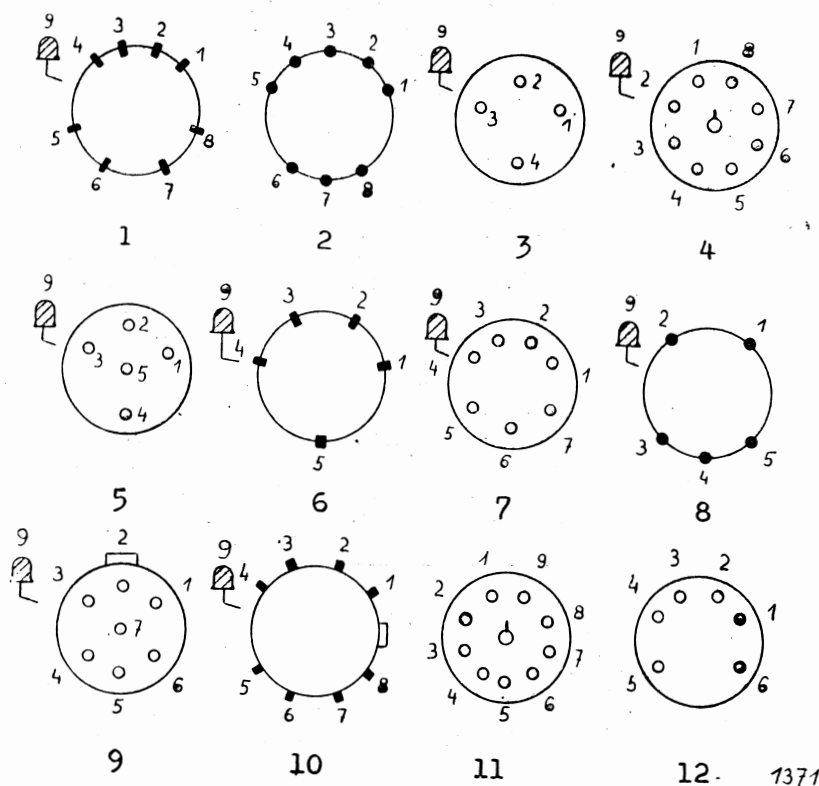 9 4 3 2 1 5 6 7 8
1
4 3 2 5 1 6 7 8
2
9 2 3 1 4
3
9 1 8 2 7 3 6 4 5
4
9 2 3 1 5 4
5
9 3 2 4 1 5
6
9 3 2 4 1 5 7 6
7
9 2 1 3 5 4
8
9 2 3 1 7 4 6 5
9
9 3 2 4 1 5 8 6 7
10
1 9 2 8 3 7 4 6 5
11
3 2 4 1 5 6
12.
1371